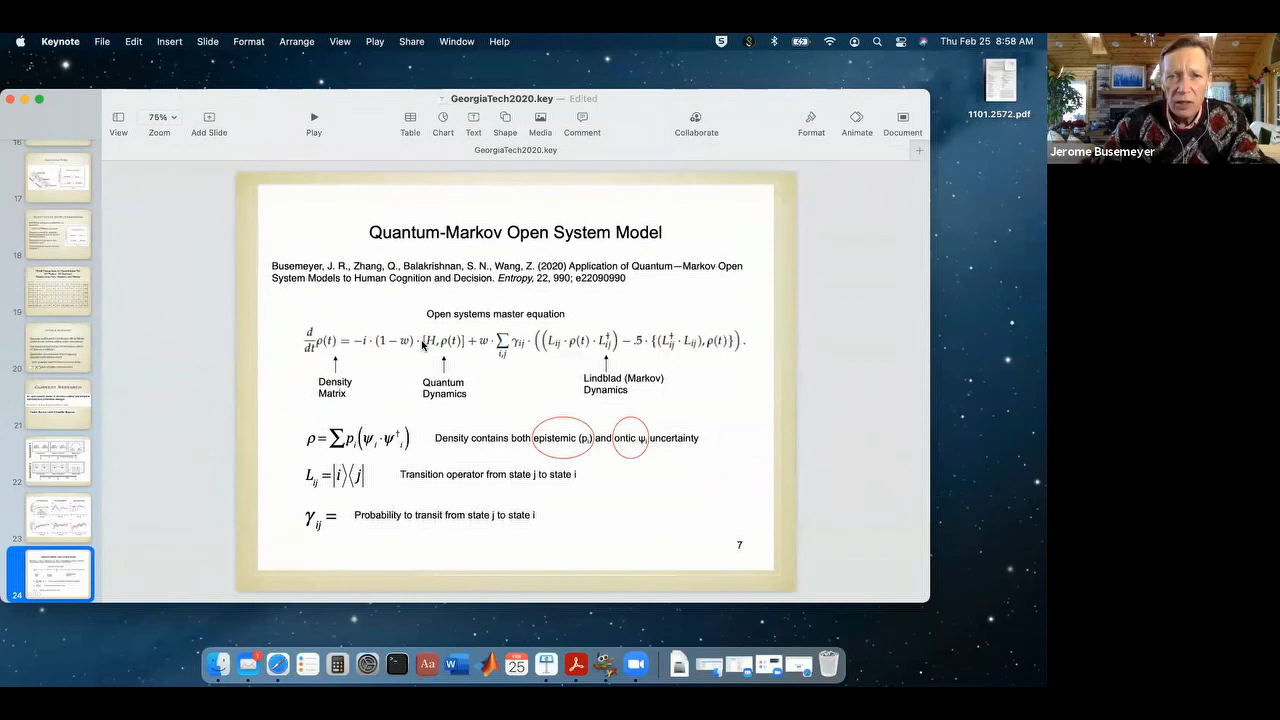 Keynote File Edit Insert Slide Format Arrange View Play Share Window Help Thu Feb 25 8:58 AM
GeorgiaTech2020.key — Edited
1101.2572.pdf
Jerome Busemeyer
75%
View Zoom Add Slide Play Table Chart Text Shape Media Comment Collaborate Format Animate Document
GeorgiaTech2020.key
16
17
18
19
20
21
22
23
24
Quantum-Markov Open System Model
Busemeyer, J. R., Zhang, Q., Balakrishnan, S. N., Wang, Z. (2020) Application of Quantum—Markov Open
System Models to Human Cognition and Decision. Entropy, 22, 990; e22090990
Open systems master equation
d/dt ρ(t) = −i · (1−w) · [H, ρ(t)] + w · ∑ γij · ((Lij · ρ(t) · L†ij) − .5 · {(L†ij · Lij), ρ(t)}) .
Density
Matrix
Quantum
Dynamics
Lindblad (Markov)
Dynamics
ρ = ∑ pi (ψi · ψ†i) Density has both epistemic (pi) and ontic ψi uncertainty
Lij = |i⟩⟨j| Transition operator from state j to state i
γij = Probability to transit from state j to state i
7
FEB
25
Aa
1